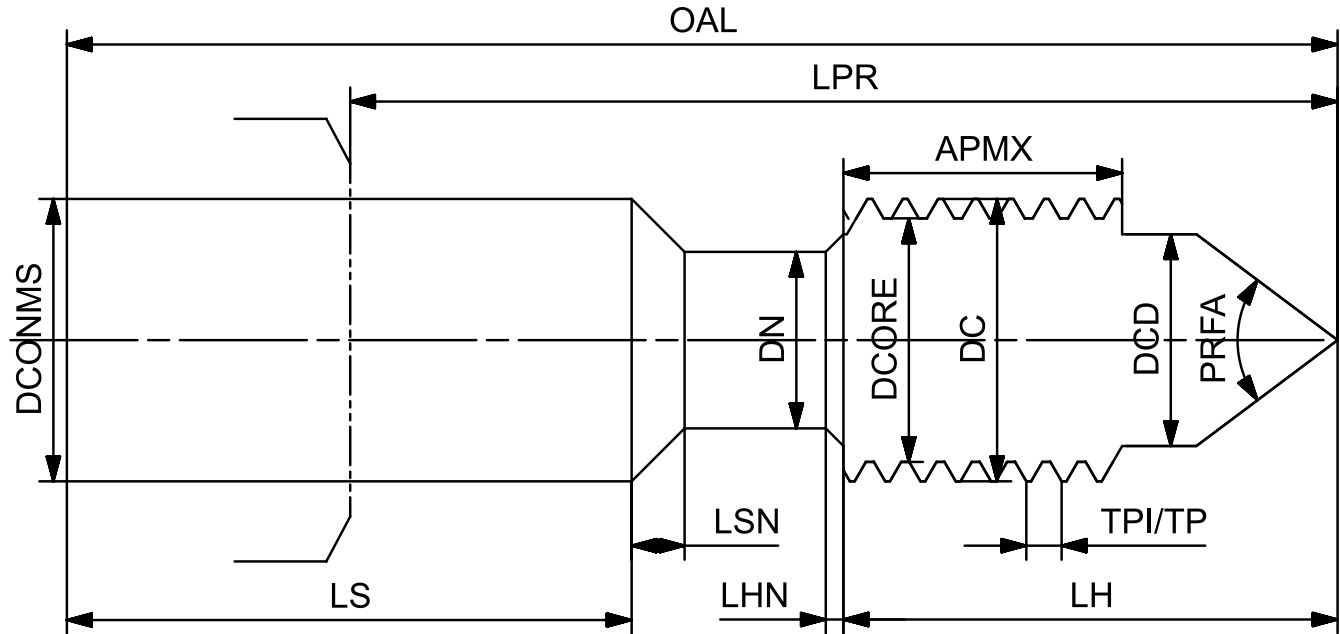 OAL
LPR
APMX
DCONMS
DN
DCORE
DC
DCD
PRFA
LSN
TPI/TP
LS
LHN
LH